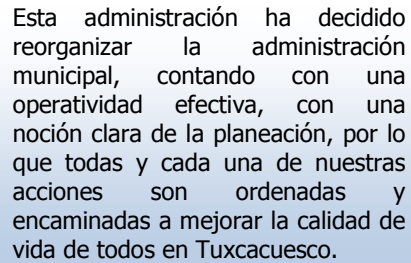 Esta administración ha decidido
reorganizar la administración
municipal, contando con una
operatividad efectiva, con una
noción clara de la planeación, por lo
que todas y cada una de nuestras
acciones son ordenadas y
encaminadas a mejorar la calidad de
vida de todos en Tuxcacuesco.